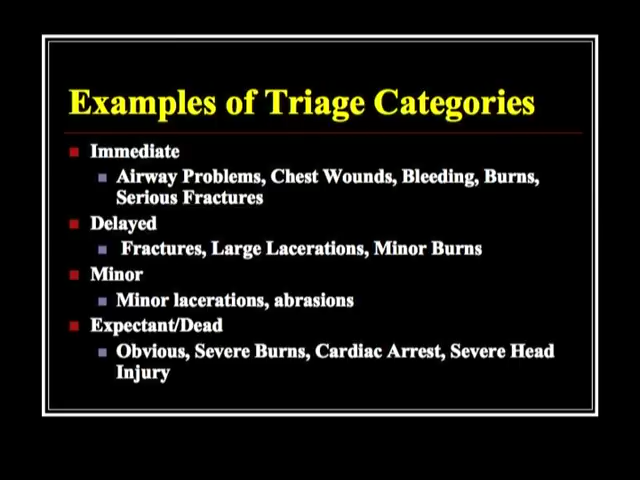 Examples of Triage Categories
Immediate
Airway Problems, Chest Wounds, Bleeding, Burns,
Serious Fractures
Delayed
Fractures, Large Lacerations, Minor Burns
Minor
Minor lacerations, abrasions
Expectant/Dead
Obvious, Severe Burns, Cardiac Arrest, Severe Head
Injury